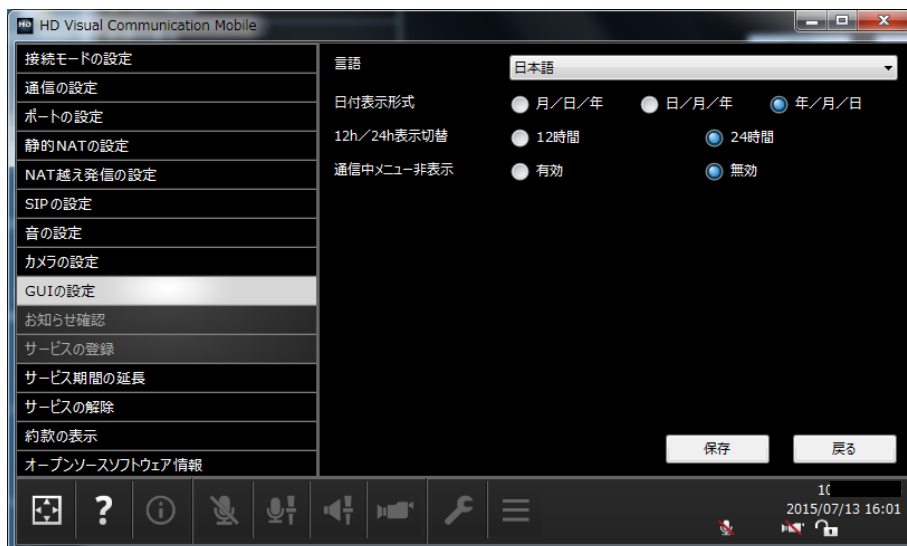 HD Visual Communication Mobile
接続モードの設定
通信の設定
ポートの設定
静的NATの設定
NAT越え発信の設定
SIPの設定
音の設定
カメラの設定
GUIの設定
お知らせ確認
サービスの登録
サービス期間の延長
サービスの解除
約款の表示
オープンソースソフトウェア情報
言語
日本語
日付表示形式
月/日/年 日/月/年 年/月/日
12h/24h表示切替
12時間 24時間
通信中メニュー非表示
有効 無効
保存 戻る
10
2015/07/13 16:01